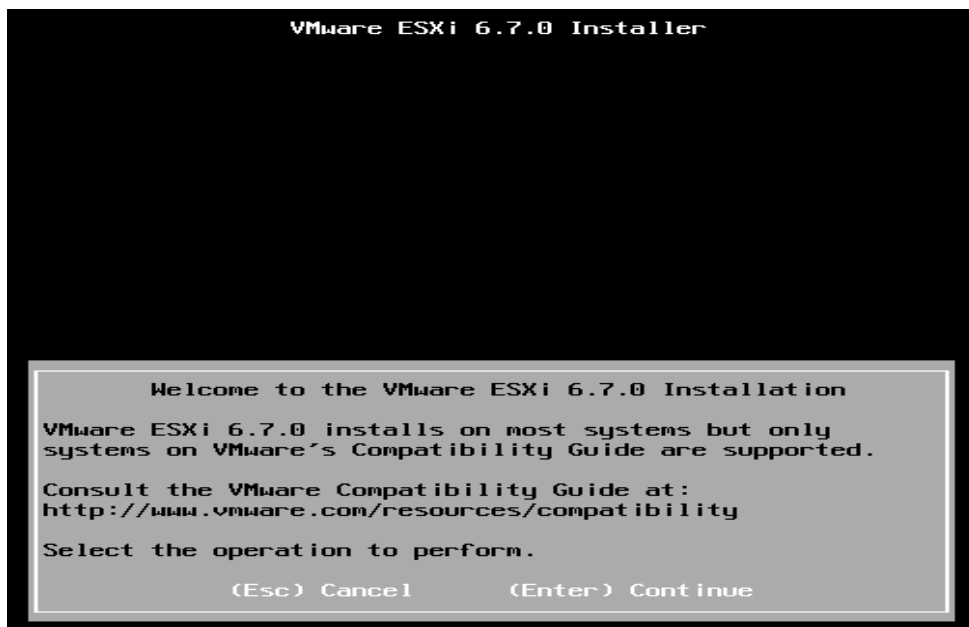 VMware ESXi 6.7.0 Installer
Welcome to the VMware ESXi 6.7.0 Installation
VMware ESXi 6.7.0 installs on most systems but only
systems on VMware's Compatibility Guide are supported.
Consult the VMware Compatibility Guide at:
http://www.vmware.com/resources/compatibility
Select the operation to perform.
(Esc) Cancel (Enter) Continue